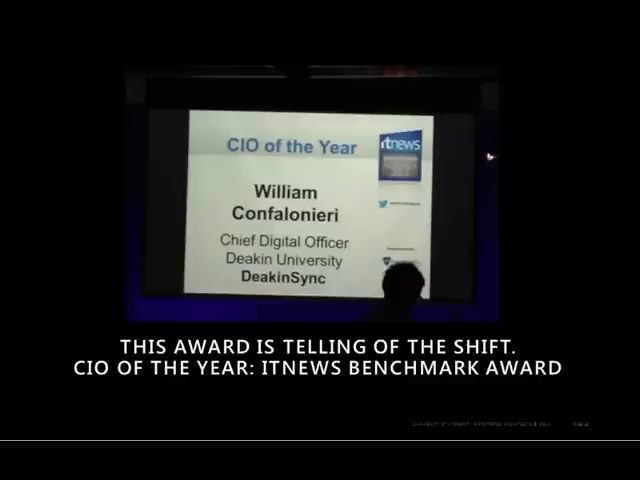 CIO of the Year
itnews
William
Confalonieri
Chief Digital Officer
Deakin University
DeakinSync
THIS AWARD IS TELLING OF THE SHIFT.
CIO OF THE YEAR: ITNEWS BENCHMARK AWARD